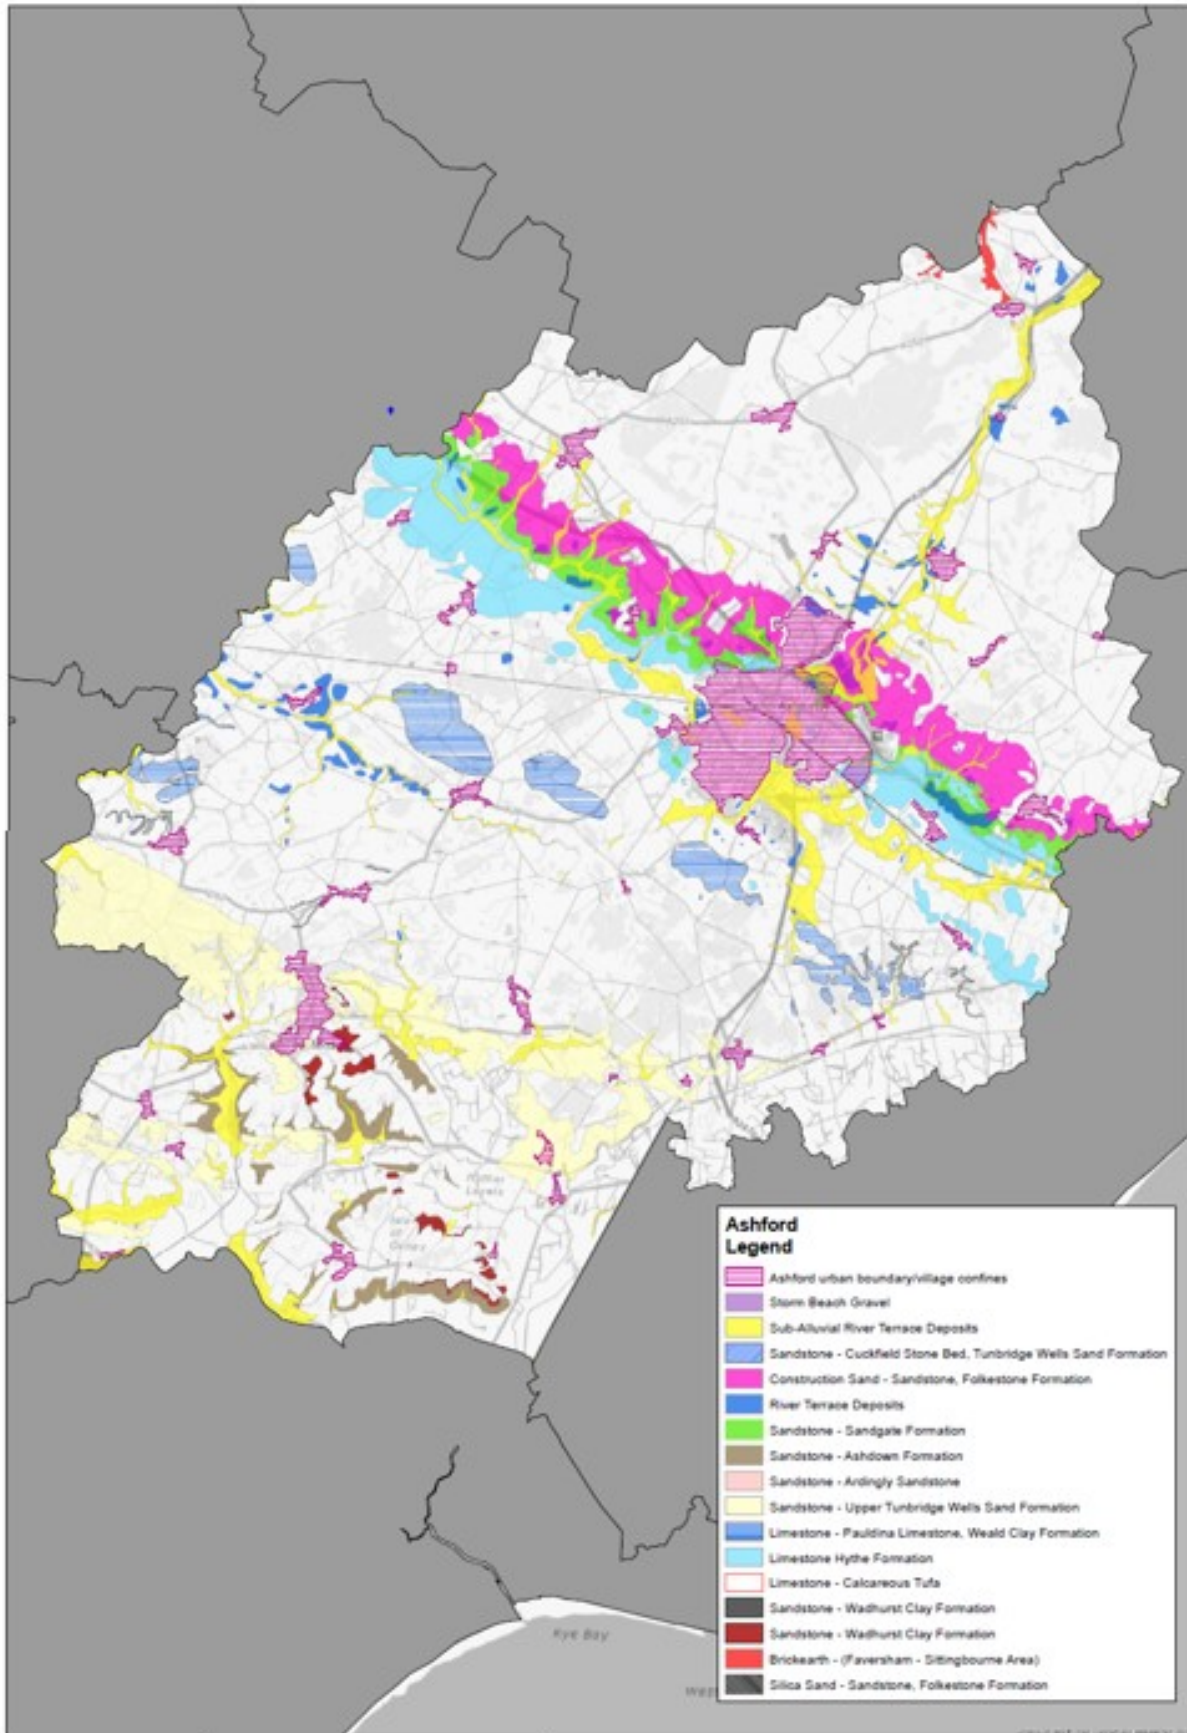 Ashford
Legend
Ashford urban boundary/village confines
Storm Beach Gravel
Sub-Alluvial River Terrace Deposits
Sandstone - Cuckfield Stone Bed, Tunbridge Wells Sand Formation
Construction Sand - Sandstone, Folkestone Formation
River Terrace Deposits
Sandstone - Sandgate Formation
Sandstone - Ashdown Formation
Sandstone - Ardingly Sandstone
Sandstone - Upper Tunbridge Wells Sand Formation
Limestone - Pauldina Limestone, Weald Clay Formation
Limestone Hythe Formation
Limestone - Calcareous Tufa
Sandstone - Wadhurst Clay Formation
Sandstone - Wadhurst Clay Formation
Brickearth - (Faversham - Sittingbourne Area)
Silica Sand - Sandstone, Folkestone Formation
Rye Bay